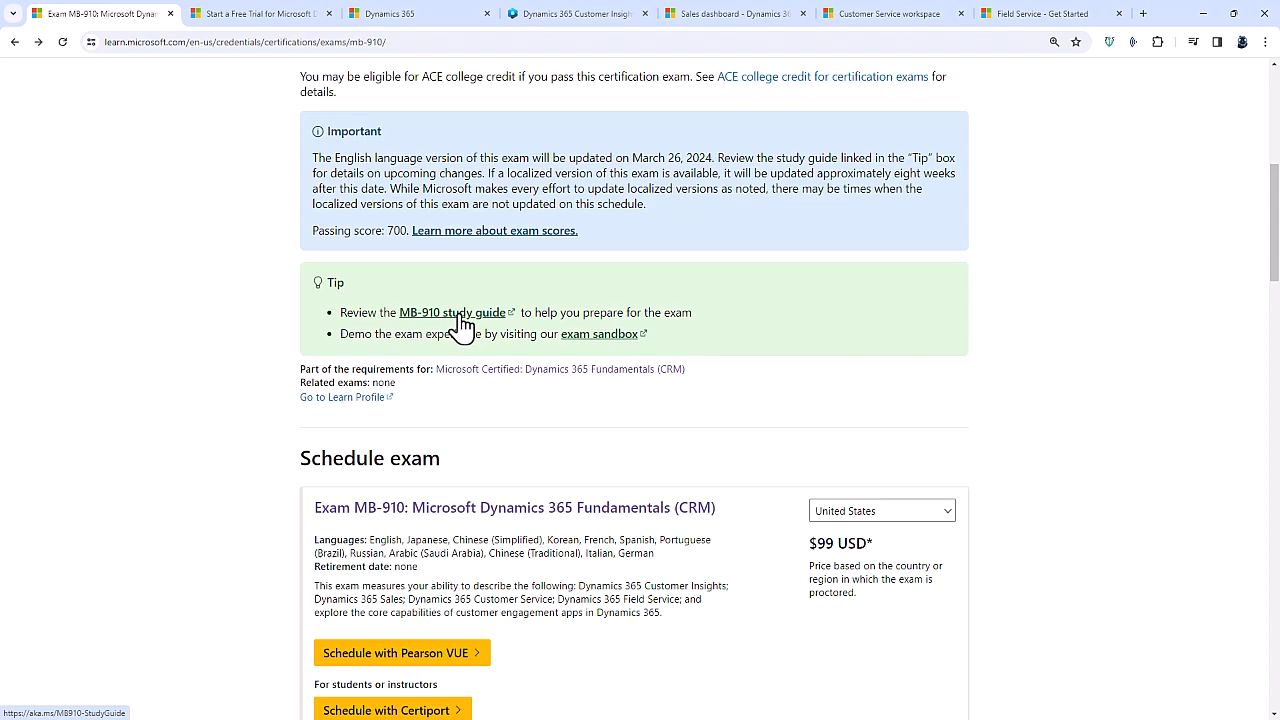 Exam MB-910: Microsoft Dynam
Start a Free Trial for Microsoft D
Dynamics 365
Dynamics 365 Customer Insigh
Sales Dashboard - Dynamics
Customer Service workspace
Field Service - Get Started
learn.microsoft.com/en-us/credentials/certifications/exams/mb-910/
You may be eligible for ACE college credit if you pass this certification exam. See ACE college credit for certification exams for
details.
Important
The English language version of this exam will be updated on March 26, 2024. Review the study guide linked in the "Tip" box
for details on upcoming changes. If a localized version of this exam is available, it will be updated approximately eight weeks
after this date. While Microsoft makes every effort to update localized versions as noted, there may be times when the
localized versions of this exam are not updated on this schedule.
Passing score: 700. Learn more about exam scores.
Tip
• Review the MB-910 study guide to help you prepare for the exam
• Demo the exam experience by visiting our exam sandbox
Part of the requirements for: Microsoft Certified: Dynamics 365 Fundamentals (CRM)
Related exams: none
Go to Learn Profile
Schedule exam
Exam MB-910: Microsoft Dynamics 365 Fundamentals (CRM)
United States
Languages: English, Japanese, Chinese (Simplified), Korean, French, Spanish, Portuguese
(Brazil), Russian, Arabic (Saudi Arabia), Chinese (Traditional), Italian, German
Retirement date: none
$99 USD*
Price based on the country or
region in which the exam is
proctored.
This exam measures your ability to describe the following: Dynamics 365 Customer Insights;
Dynamics 365 Sales; Dynamics 365 Customer Service; Dynamics 365 Field Service; and
explore the core capabilities of customer engagement apps in Dynamics 365.
Schedule with Pearson VUE
For students or instructors
Schedule with Certiport
https://aka.ms/MB910-StudyGuide